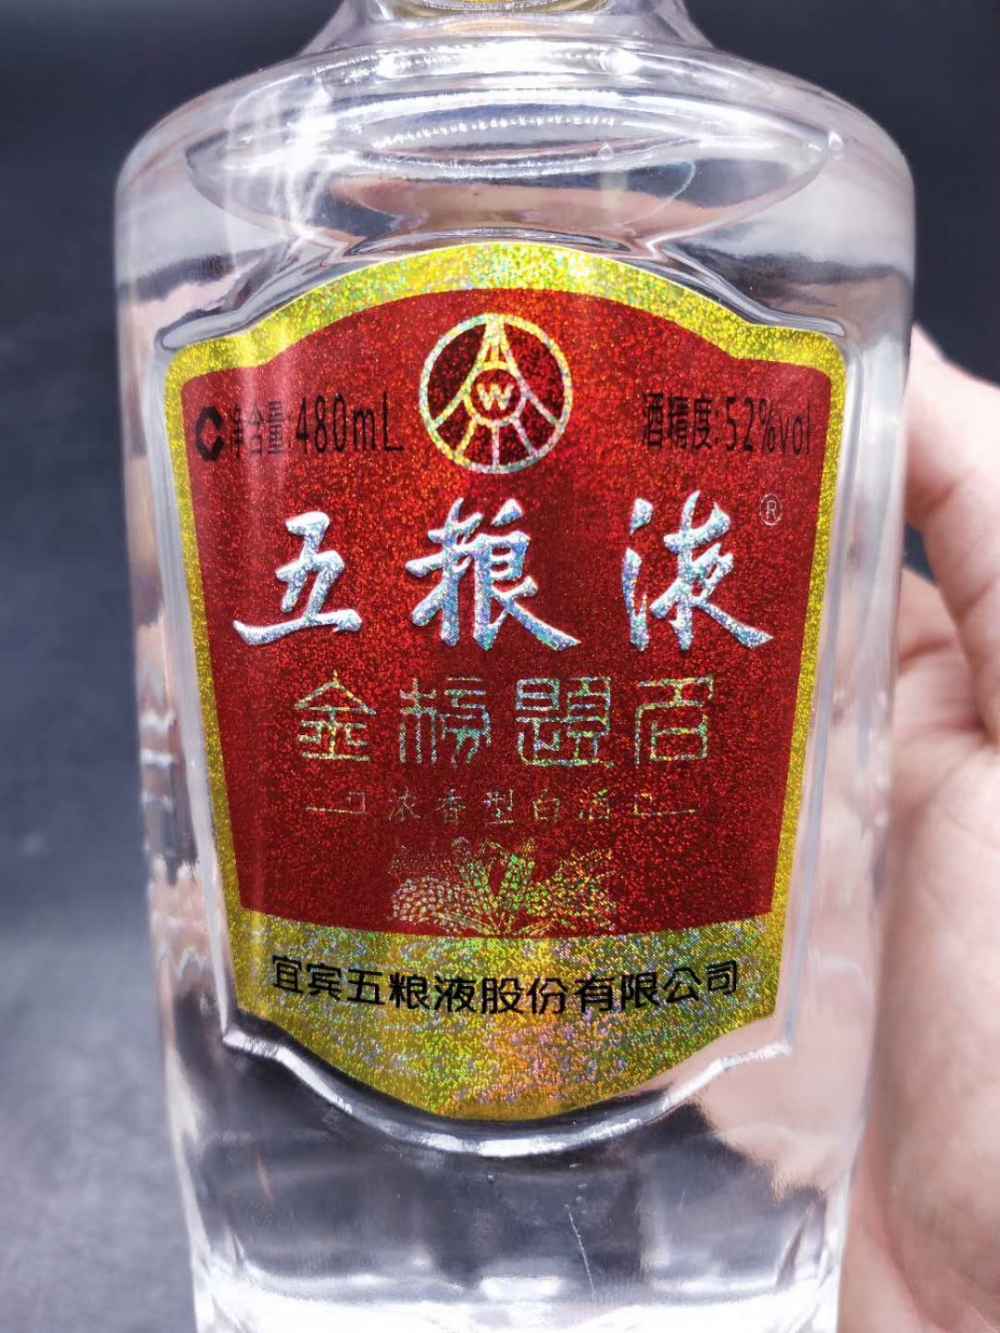 W
净含量:480mL
酒精度:52%vol
五粮液®
金榜题名
浓香型白酒
宜宾五粮液股份有限公司